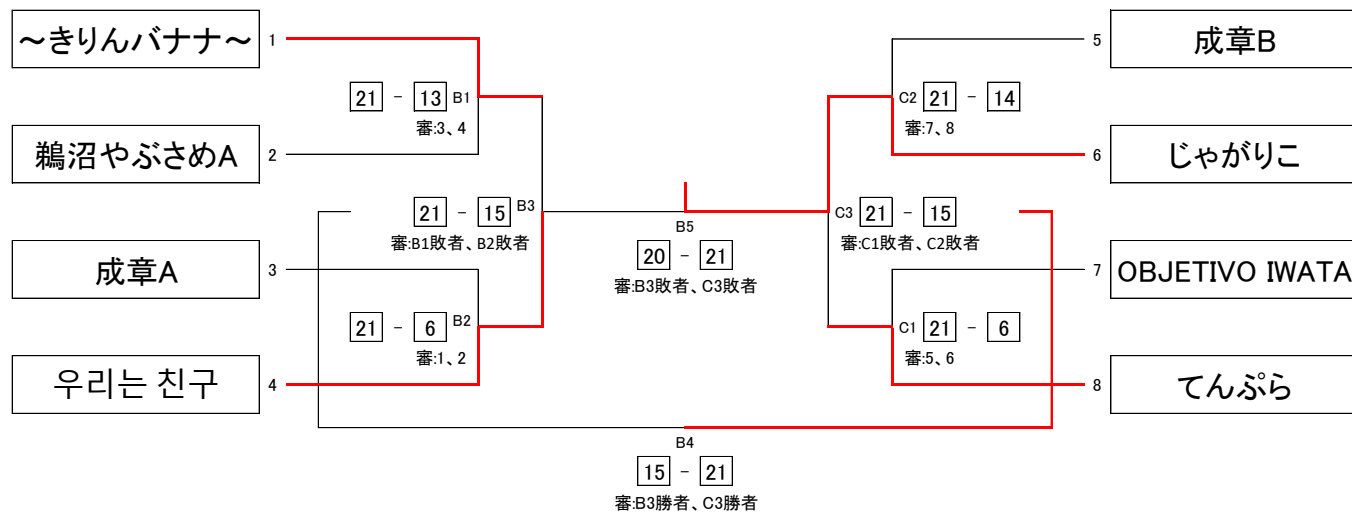 ～きりんバナナ～ 1
5 成章B
21 - 13 B1
審:3、4
C2 21 - 14
審:7、8
鵜沼やぶさめA 2
6 じゃがりこ
21 - 15 B3
審:B1敗者、B2敗者
B5
20 - 21
審:B3敗者、C3敗者
C3 21 - 15
審:C1敗者、C2敗者
成章A 3
7 OBJETIVO IWATA
21 - 6 B2
審:1、2
C1 21 - 6
審:5、6
우리는 친구 4
8 てんぷら
B4
15 - 21
審:B3勝者、C3勝者